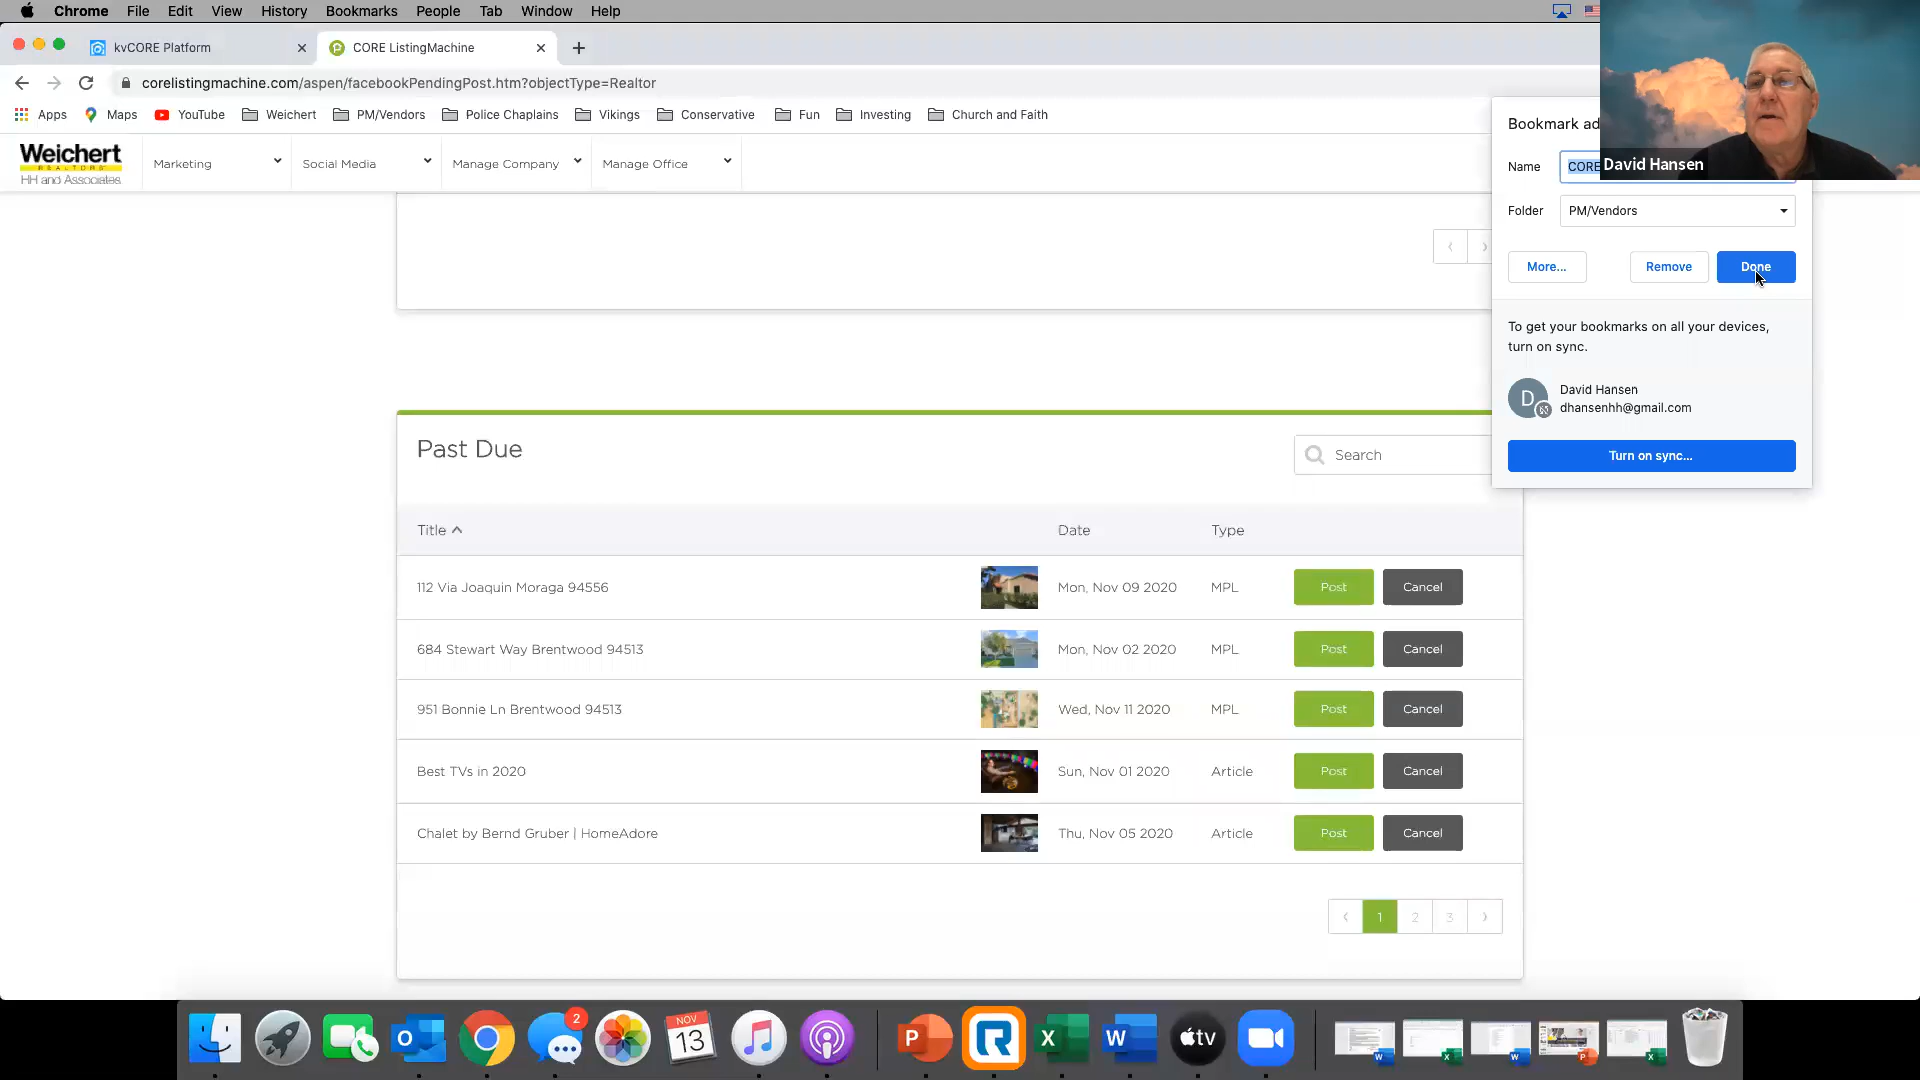 Chrome File Edit View History Bookmarks People Tab Window Help
kvCORE Platform
CORE ListingMachine
corelistingmachine.com/aspen/facebookPendingPost.htm?objectType=Realtor
Apps Maps YouTube Weichert PM/Vendors Police Chaplains Vikings Conservative Fun Investing Church and Faith
Weichert
REALTORS
HH and Associates
Marketing Social Media Manage Company Manage Office
Bookmark ad
Name CORE
David Hansen
Folder PM/Vendors
More... Remove Done
To get your bookmarks on all your devices,
turn on sync.
D
David Hansen
dhansenhh@gmail.com
Turn on sync...
Past Due
Search
Title Date Type
112 Via Joaquin Moraga 94556 Mon, Nov 09 2020 MPL Post Cancel
684 Stewart Way Brentwood 94513 Mon, Nov 02 2020 MPL Post Cancel
951 Bonnie Ln Brentwood 94513 Wed, Nov 11 2020 MPL Post Cancel
Best TVs in 2020 Sun, Nov 01 2020 Article Post Cancel
Chalet by Bernd Gruber | HomeAdore Thu, Nov 05 2020 Article Post Cancel
1 2 3
2
NOV
13
tv